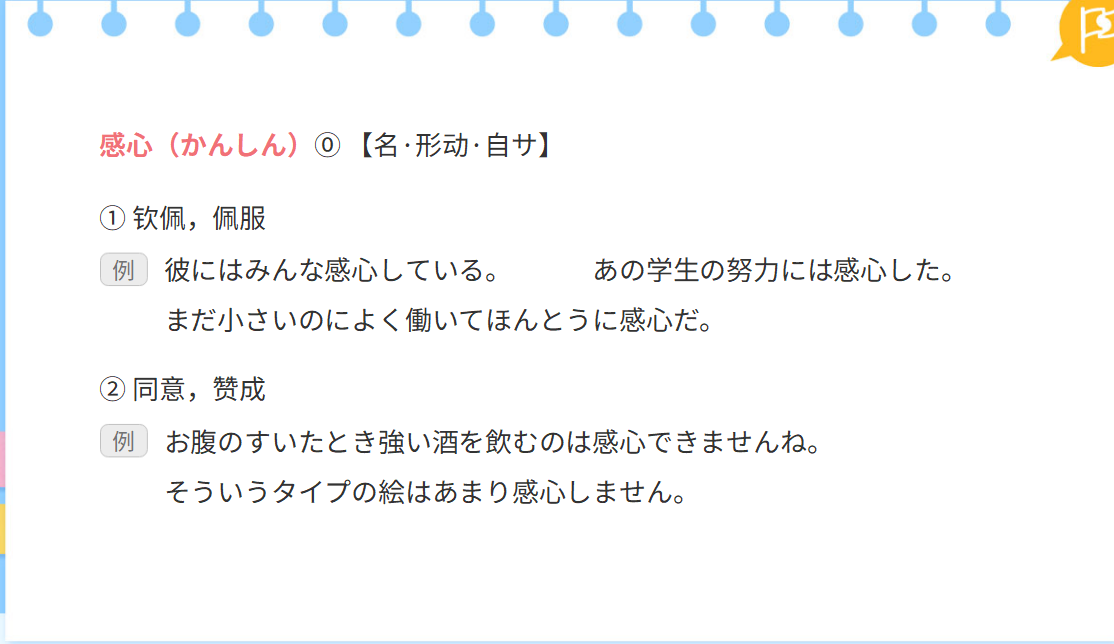 感心（かんしん）⓪ 【名·形动·自サ】
① 钦佩，佩服
例 彼にはみんな感心している。 あの学生の努力には感心した。
まだ小さいのによく働いてほんとうに感心だ。
② 同意，赞成
例 お腹のすいたとき強い酒を飲むのは感心できませんね。
そういうタイプの絵はあまり感心しません。